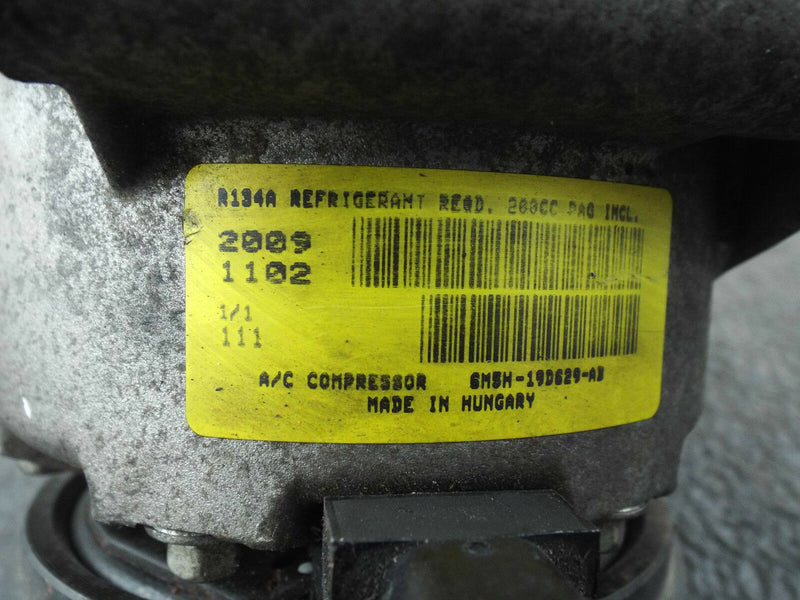 R134A REFRIGERANT REQD. 200CC PAG INCL.
2009
1102
1/1
111
A/C COMPRESSOR 6M5H-19D629-AB
MADE IN HUNGARY